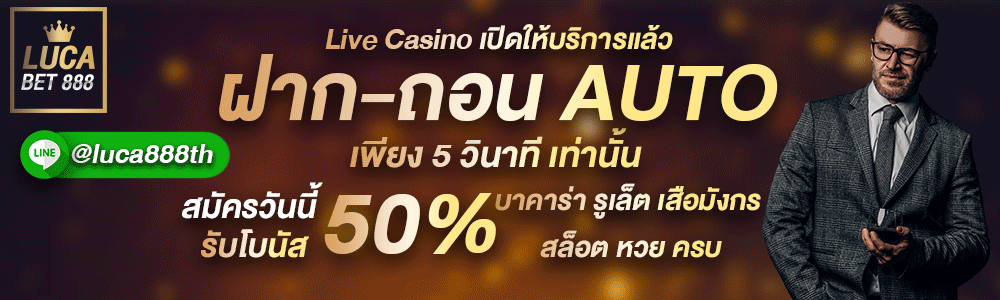 LUCA
BET 888
Live Casino เปิดให้บริการแล้ว
ฝาก-ถอน AUTO
LINE @luca888th
เพียง 5 วินาที เท่านั้น
สมัครวันนี้
รับโบนัส
50%
บาคาร่า รูเล็ต เสือมังกร
สล็อต หวย ครบ